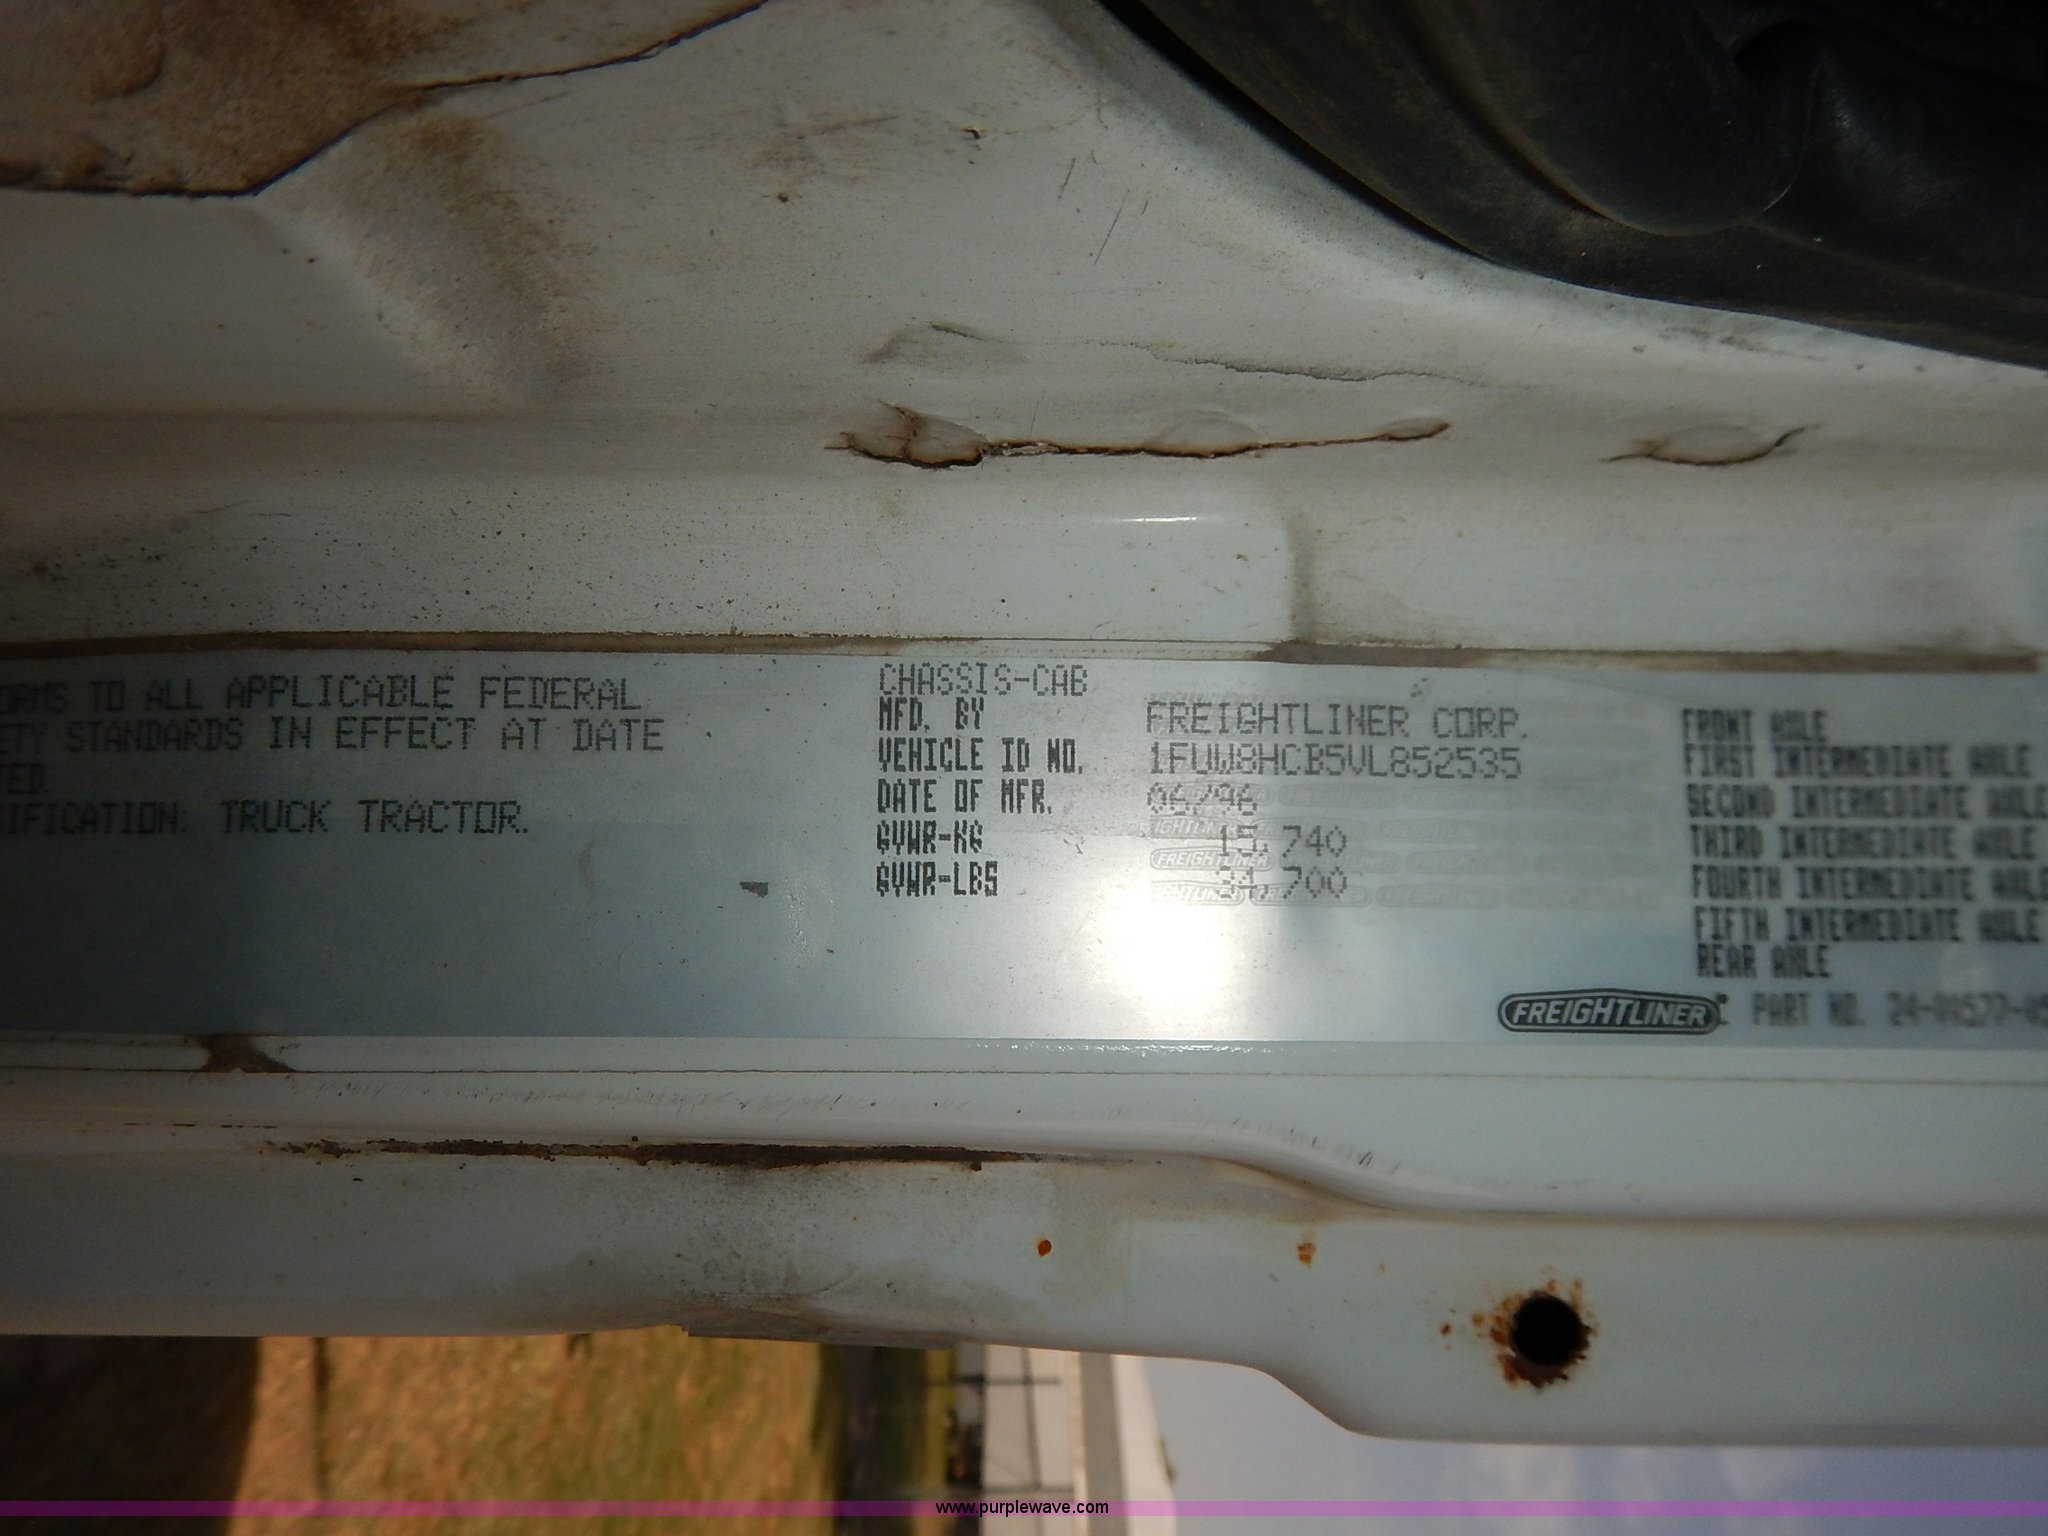 ORMS TO ALL APPLICABLE FEDERAL
ETY STANDARDS IN EFFECT AT DATE
TED.
SIFICATION: TRUCK TRACTOR.
CHASSIS-CAB
MFD. BY FREIGHTLINER CORP.
VEHICLE ID NO. 1FUW8HCB5VL852535
DATE OF MFR. 06/96
GVWR-KG 15,740
GVWR-LBS 34,700
FRONT AXLE
FIRST INTERMEDIATE AXLE
SECOND INTERMEDIATE AXLE
THIRD INTERMEDIATE AXLE
FOURTH INTERMEDIATE AXLE
FIFTH INTERMEDIATE AXLE
REAR AXLE
FREIGHTLINER PART NO.
www.purplewave.com